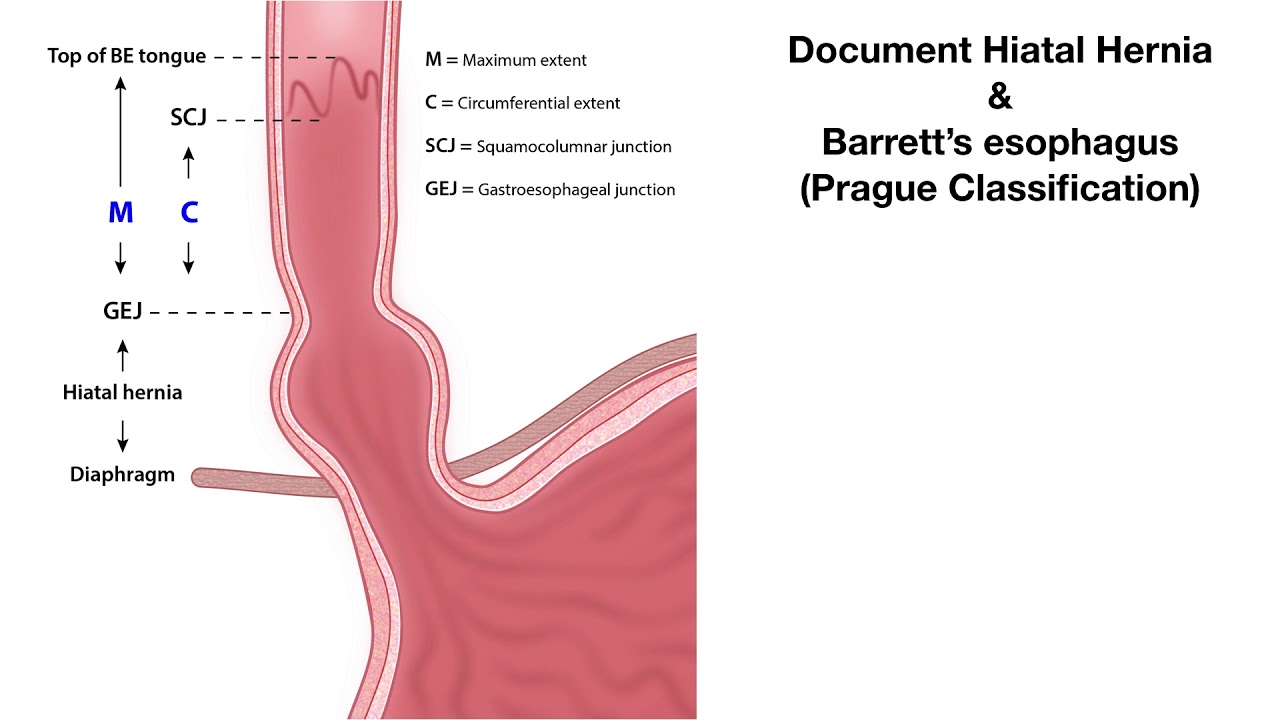 Top of BE tongue
SCJ
M
C
GEJ
Hiatal hernia
Diaphragm
M = Maximum extent
C = Circumferential extent
SCJ = Squamocolumnar junction
GEJ = Gastroesophageal junction
Document Hiatal Hernia
&
Barrett’s esophagus
(Prague Classification)